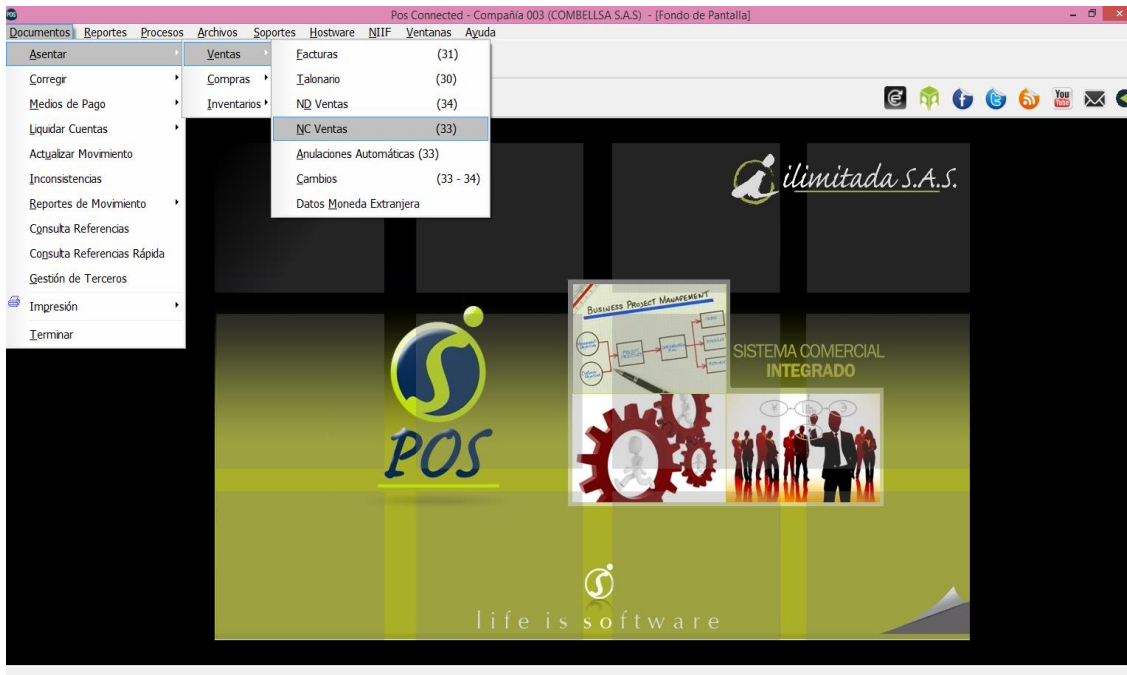 POS
Pos Connected - Compañía 003 (COMBELLSA S.A.S) - [Fondo de Pantalla]
Documentos Reportes Procesos Archivos Soportes Hostware NIIF Ventanas Ayuda
Asentar
Corregir
Medios de Pago
Liquidar Cuentas
Actualizar Movimiento
Inconsistencias
Reportes de Movimiento
Consulta Referencias
Consulta Referencias Rápida
Gestión de Terceros
Impresión
Terminar
Ventas
Compras
Inventarios
Facturas (31)
Talonario (30)
ND Ventas (34)
NC Ventas (33)
Anulaciones Automáticas (33)
Cambios (33 - 34)
Datos Moneda Extranjera
You
Tube
ilimitada S.A.S.
BUSINESS PROJECT MANAGEMENT
SISTEMA COMERCIAL
INTEGRADO
POS
life is software